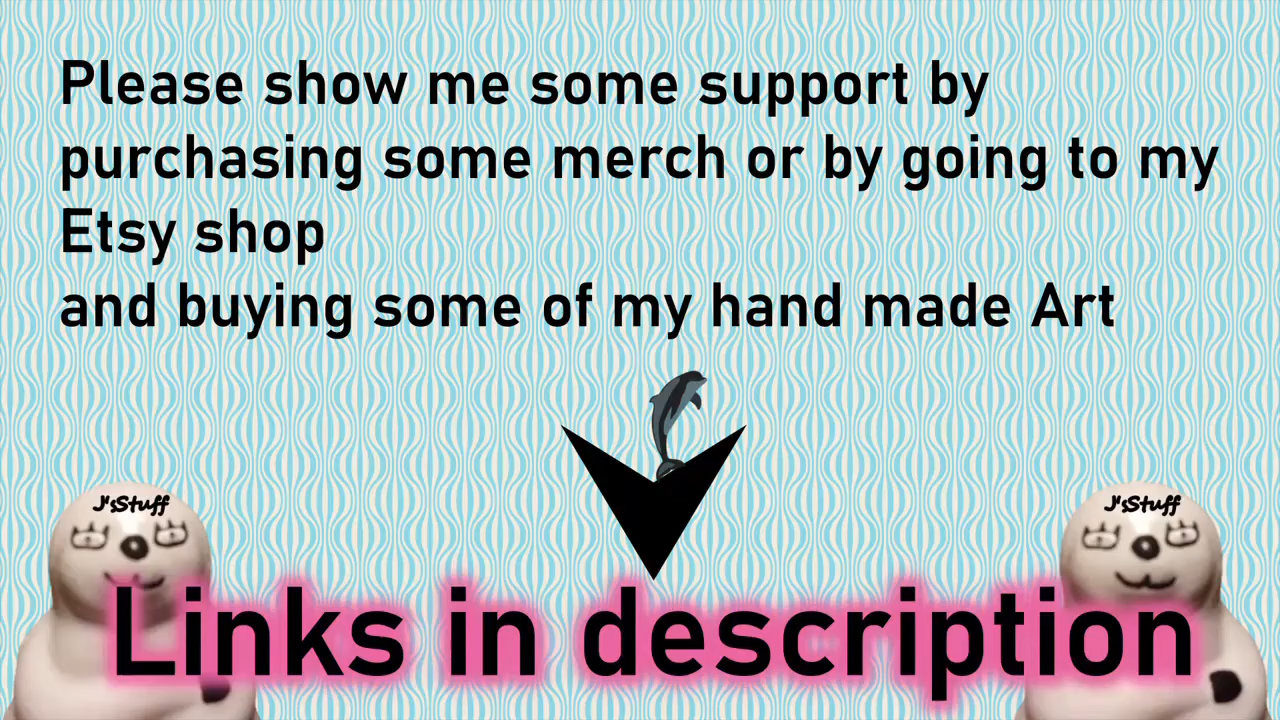 Please show me some support by
purchasing some merch or by going to my
Etsy shop
and buying some of my hand made Art
J'sStuff
J'sStuff
Links in description